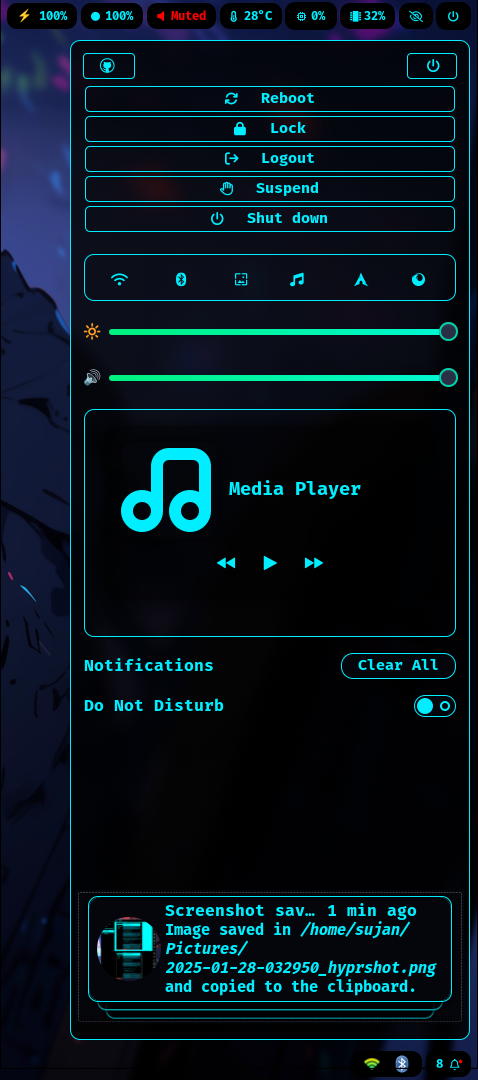 ⚡ 100% 100% Muted 28°C 0% 32%
Reboot
Lock
Logout
Suspend
Shut down
Media Player
Notifications Clear All
Do Not Disturb
Screenshot sav… 1 min ago
Image saved in /home/sujan/
Pictures/
2025-01-28-032950_hyprshot.png
and copied to the clipboard.
8